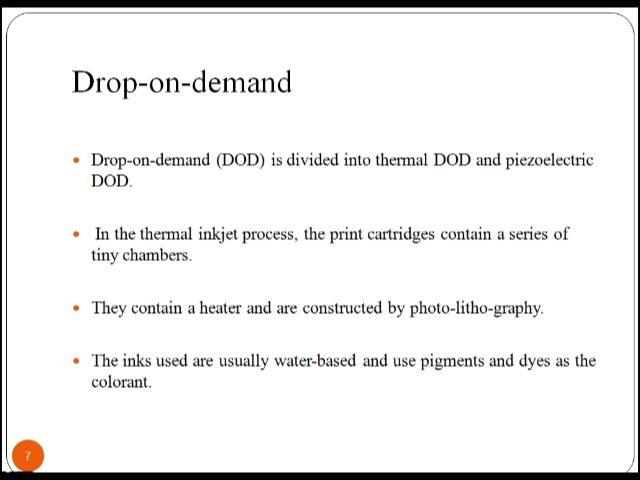 Drop-on-demand
• Drop-on-demand (DOD) is divided into thermal DOD and piezoelectric
DOD.
• In the thermal inkjet process, the print cartridges contain a series of
tiny chambers.
• They contain a heater and are constructed by photo-litho-graphy.
• The inks used are usually water-based and use pigments and dyes as the
colorant.
7